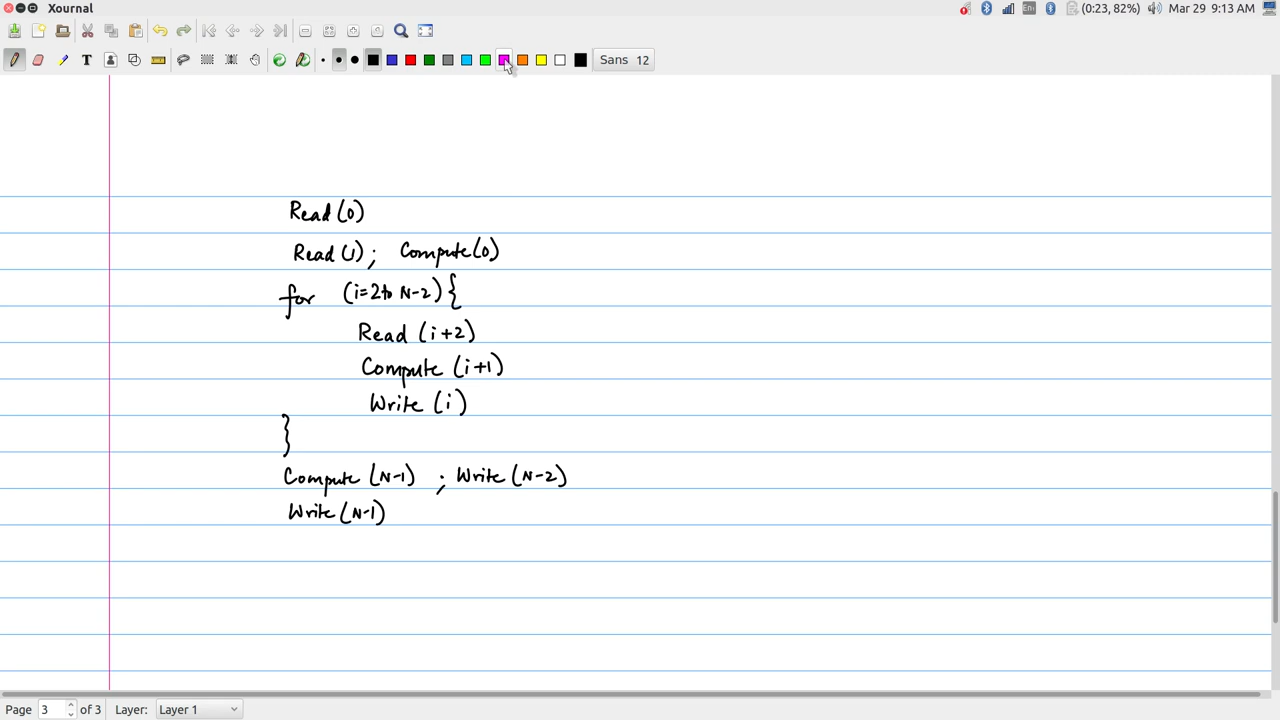 Xournal
(0:23, 82%) Mar 29 9:13 AM
En
T Sans 12
Read (0)
Read (1); Compute (0)
for (i=2 to N-2) {
Read (i+2)
Compute (i+1)
Write (i)
}
Compute (N-1) ; Write (N-2)
Write (N-1)
Page 3 of 3 Layer: Layer 1